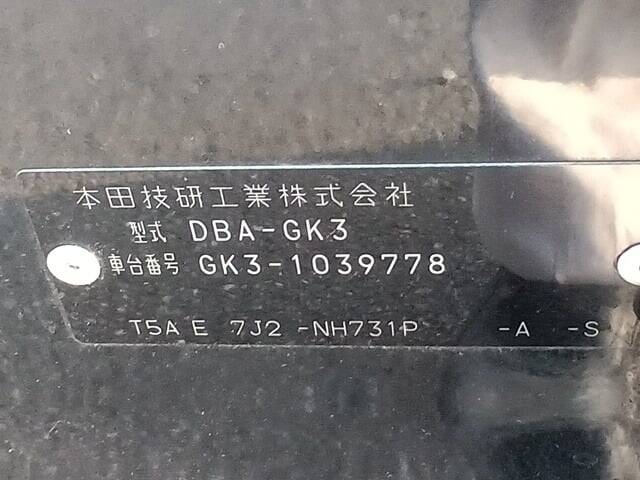 本田技研工業株式会社
型式 DBA-GK3
車台番号 GK3-1039778
T5A E 7J2 -NH731P -A -S